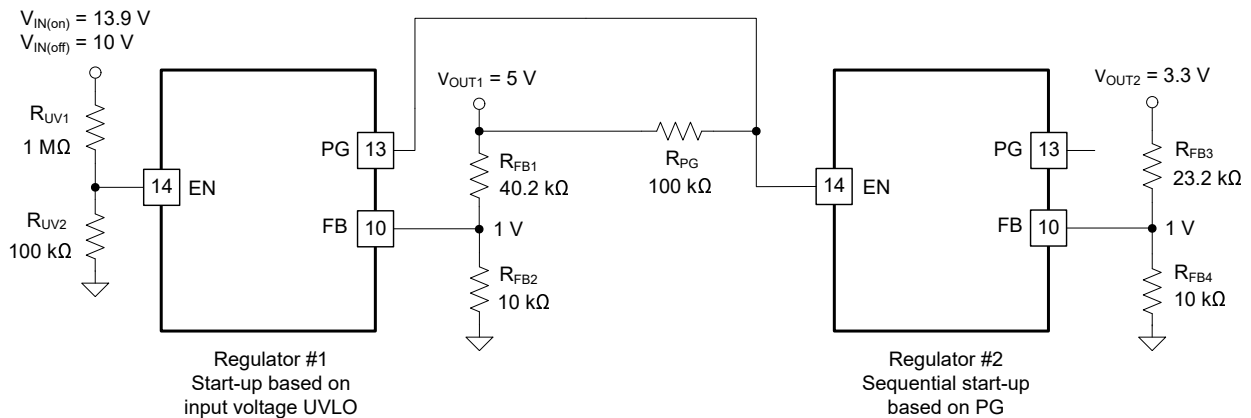 V_IN(on) = 13.9 V
V_IN(off) = 10 V
R_UV1
1 MΩ
R_UV2
100 kΩ
14
EN
PG
13
FB
10
V_OUT1 = 5 V
R_FB1
40.2 kΩ
1 V
R_FB2
10 kΩ
R_PG
100 kΩ
14
EN
PG
13
FB
10
V_OUT2 = 3.3 V
R_FB3
23.2 kΩ
1 V
R_FB4
10 kΩ
Regulator #1
Start-up based on
input voltage UVLO
Regulator #2
Sequential start-up
based on PG